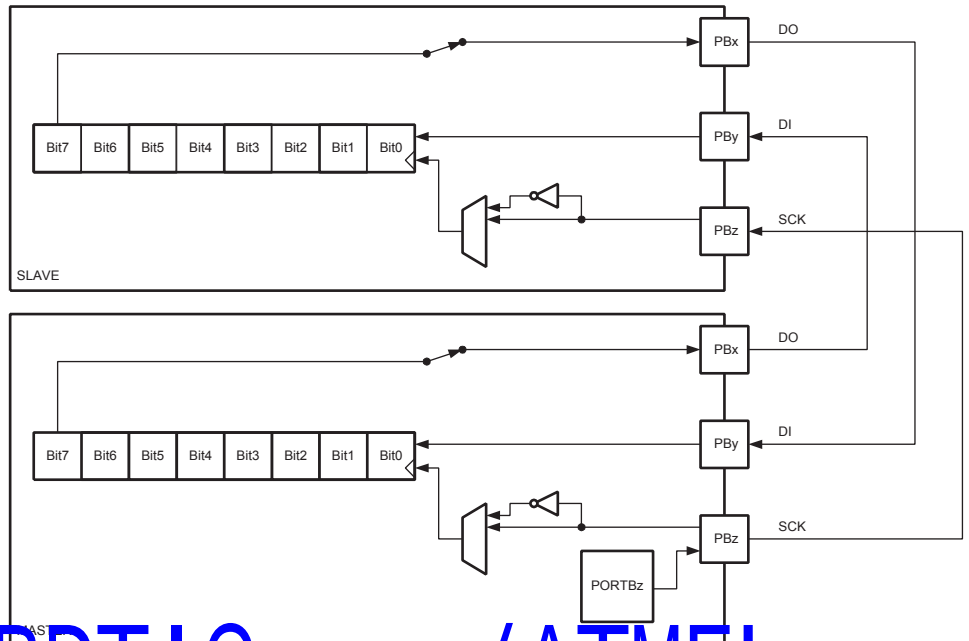 PBx DO
Bit7 Bit6 Bit5 Bit4 Bit3 Bit2 Bit1 Bit0
PBy DI
PBz SCK
SLAVE
PBx DO
Bit7 Bit6 Bit5 Bit4 Bit3 Bit2 Bit1 Bit0
PBy DI
PBz SCK
PORTBz
/ATMEL